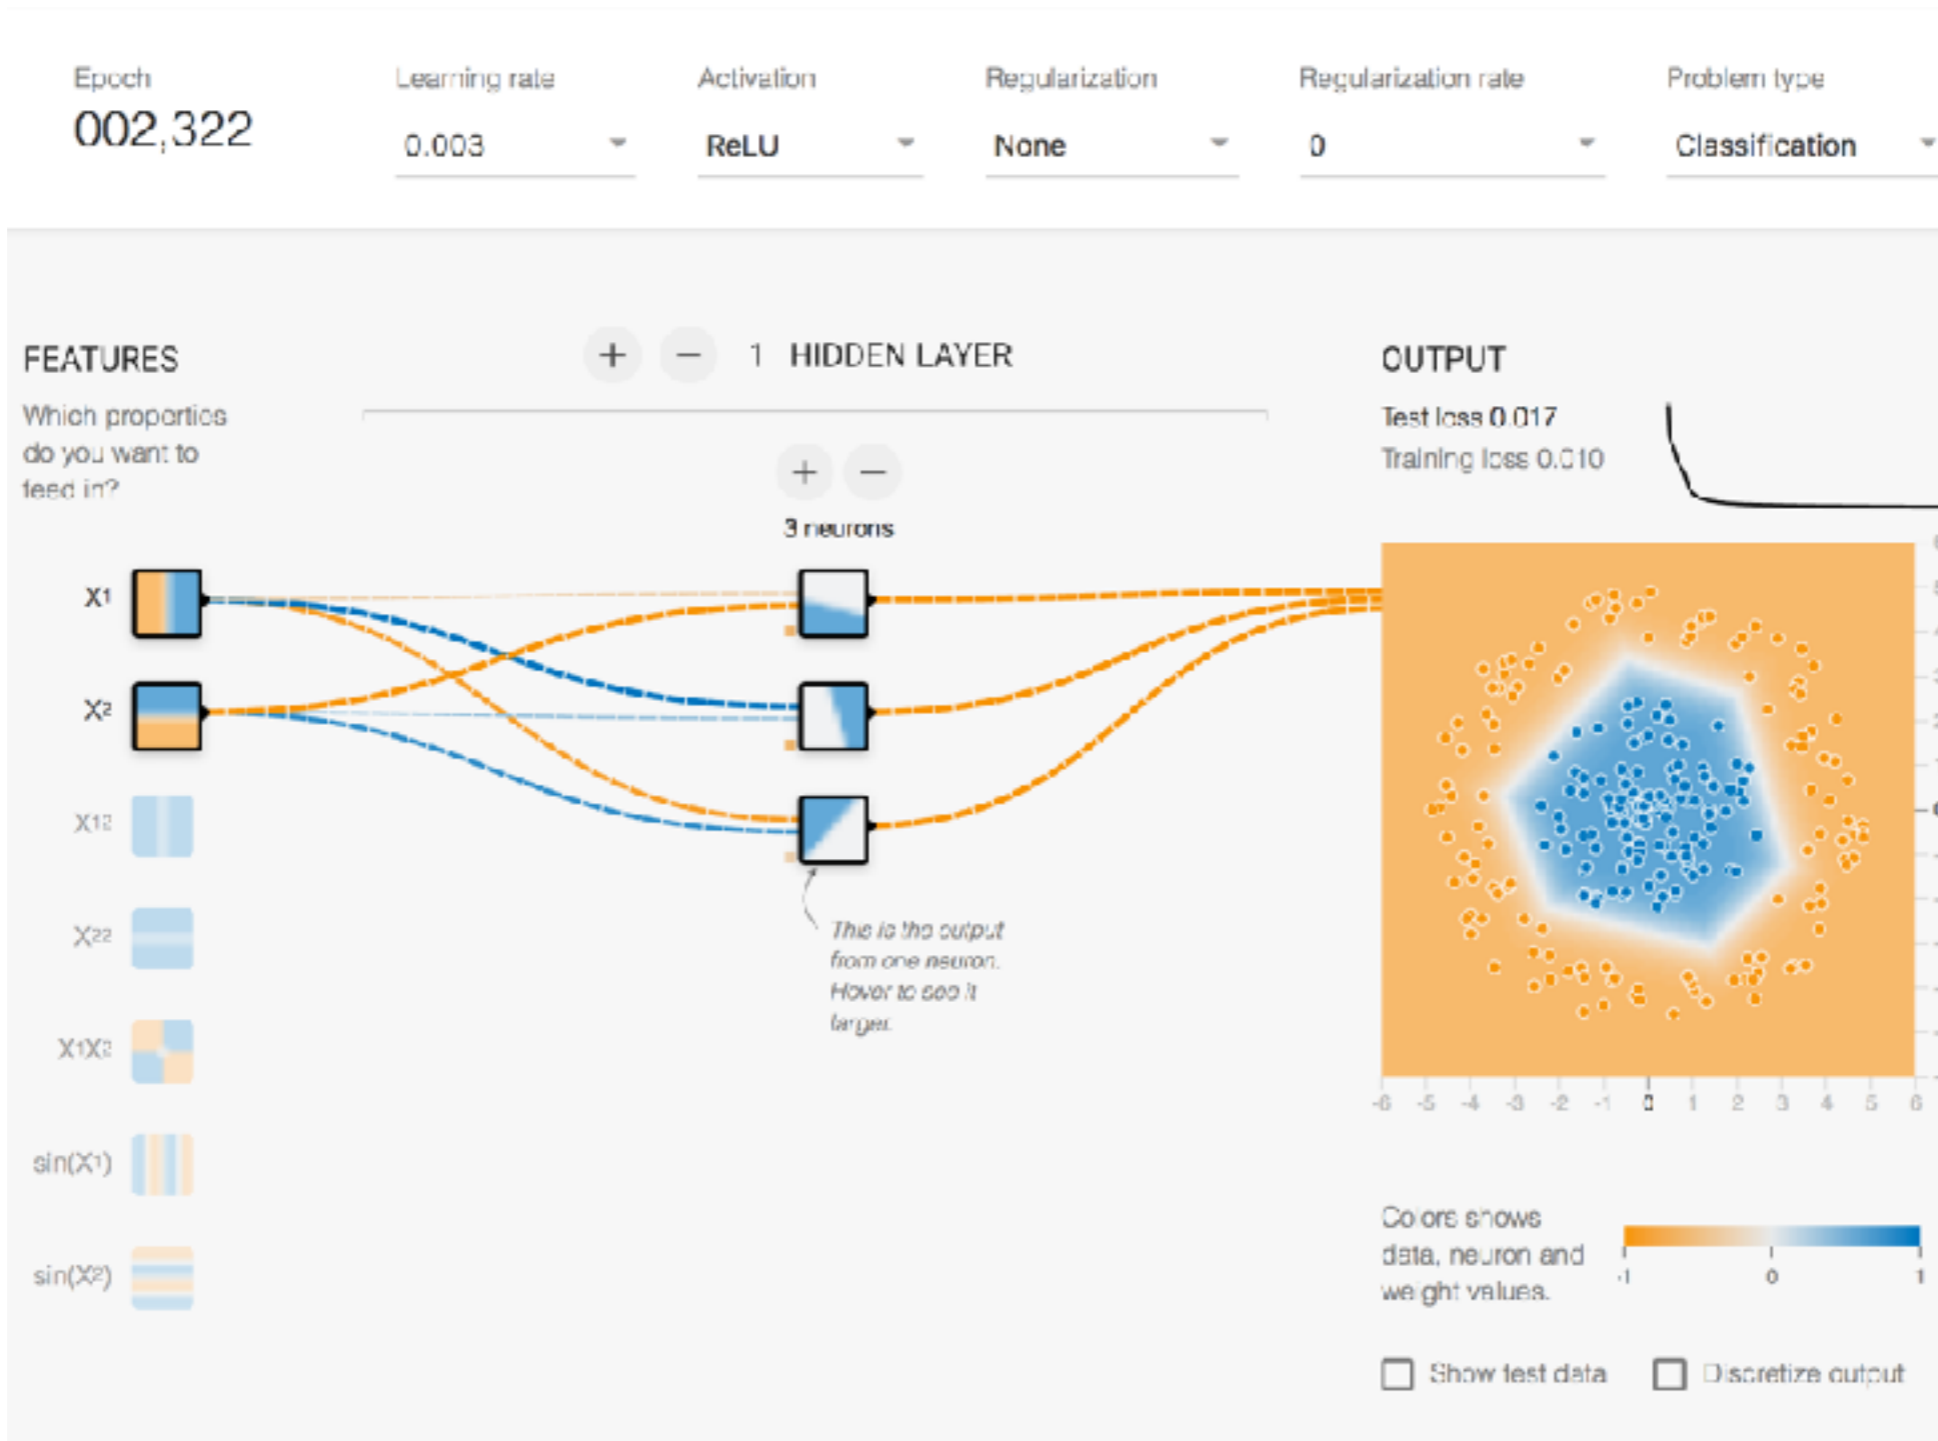 Epoch
002,322
Learning rate
0.003
Activation
ReLU
Regularization
None
Regularization rate
0
Problem type
Classification
FEATURES
Which properties
do you want to
feed in?
+ − 1 HIDDEN LAYER
+ −
3 neurons
X1
X2
X12
X22
X1X2
sin(X1)
sin(X2)
This is the output
from one neuron.
Hover to see it
larger.
OUTPUT
Test loss 0.017
Training loss 0.010
-6 -5 -4 -3 -2 -1 0 1 2 3 4 5 6
Colors shows
data, neuron and
weight values.
-1 0 1
Show test data
Discretize output